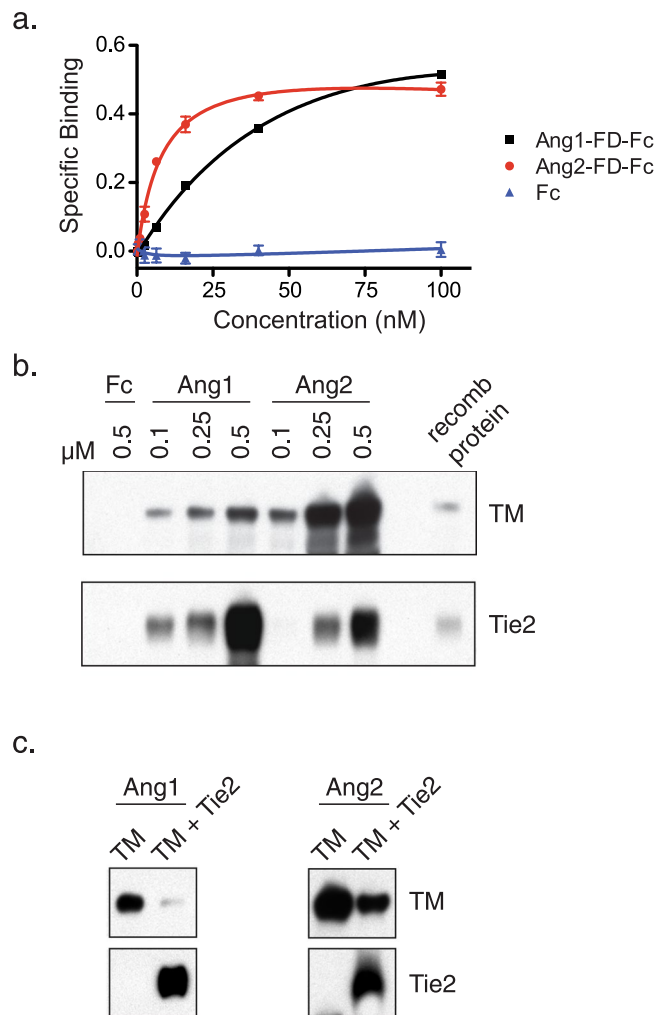 a.
0.6
0.4
0.2
0.0
Specific Binding
0 25 50 75 100
Concentration (nM)
Ang1-FD-Fc
Ang2-FD-Fc
Fc
b.
Fc Ang1 Ang2
µM 0.5 0.1 0.25 0.5 0.1 0.25 0.5 recomb protein
TM
Tie2
c.
Ang1 Ang2
TM TM + Tie2 TM TM + Tie2
TM
Tie2